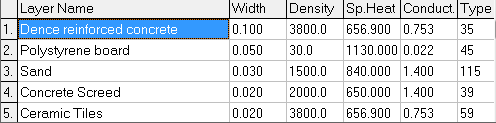 Layer Name Width Density Sp.Heat Conduct. Type
1. Dence reinforced concrete 0.100 3800.0 656.900 0.753 35
2. Polystyrene board 0.050 30.0 1130.000 0.022 45
3. Sand 0.030 1500.0 840.000 1.400 115
4. Concrete Screed 0.020 2000.0 650.000 1.400 39
5. Ceramic Tiles 0.020 3800.0 656.900 0.753 59